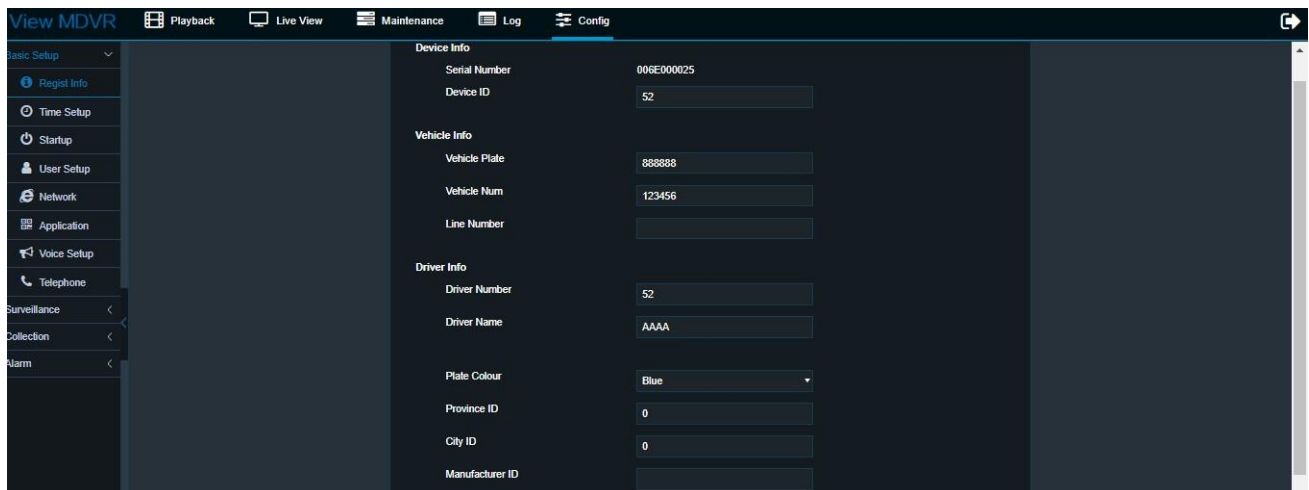 View MDVR Playback Live View Maintenance Log Config
Basic Setup
Regist Info
Time Setup
Startup
User Setup
Network
Application
Voice Setup
Telephone
Surveillance
Collection
Alarm
Device Info
Serial Number 006E000025
Device ID 52
Vehicle Info
Vehicle Plate 888888
Vehicle Num 123456
Line Number
Driver Info
Driver Number 52
Driver Name AAAA
Plate Colour Blue
Province ID 0
City ID 0
Manufacturer ID